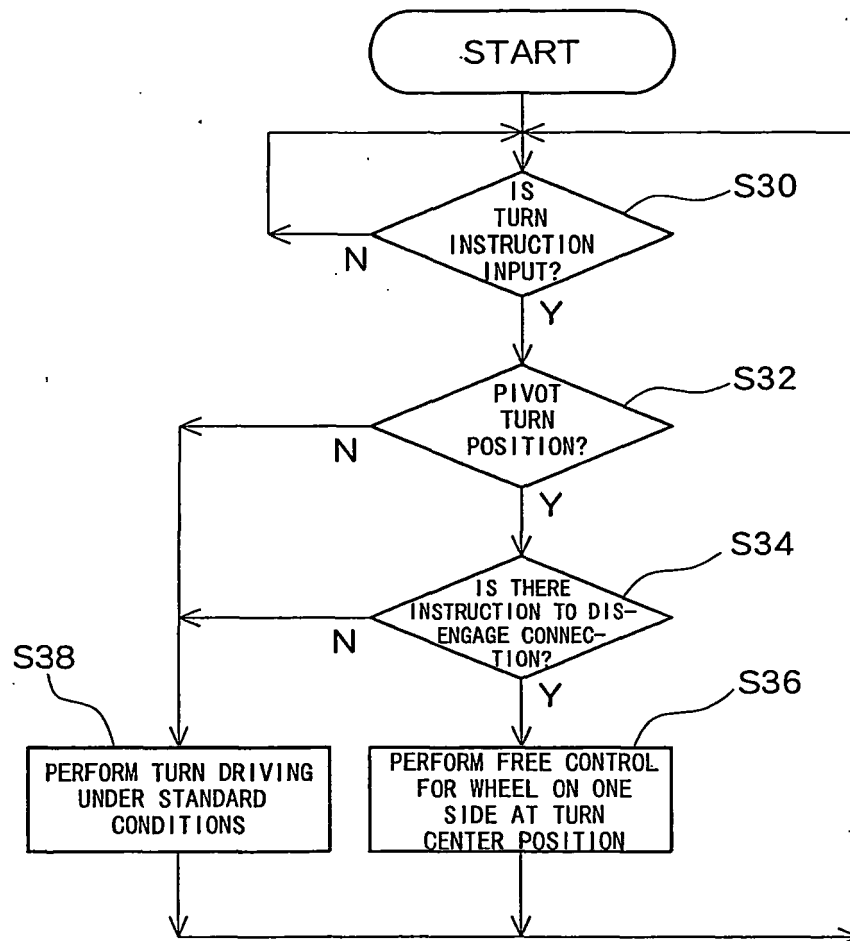 START
S30
IS
TURN
INSTRUCTION
INPUT?
N
Y
S32
PIVOT
TURN
POSITION?
N
Y
S34
IS THERE
INSTRUCTION TO DIS-
ENGAGE CONNEC-
TION?
N
Y
S38
S36
PERFORM TURN DRIVING
UNDER STANDARD
CONDITIONS
PERFORM FREE CONTROL
FOR WHEEL ON ONE
SIDE AT TURN
CENTER POSITION